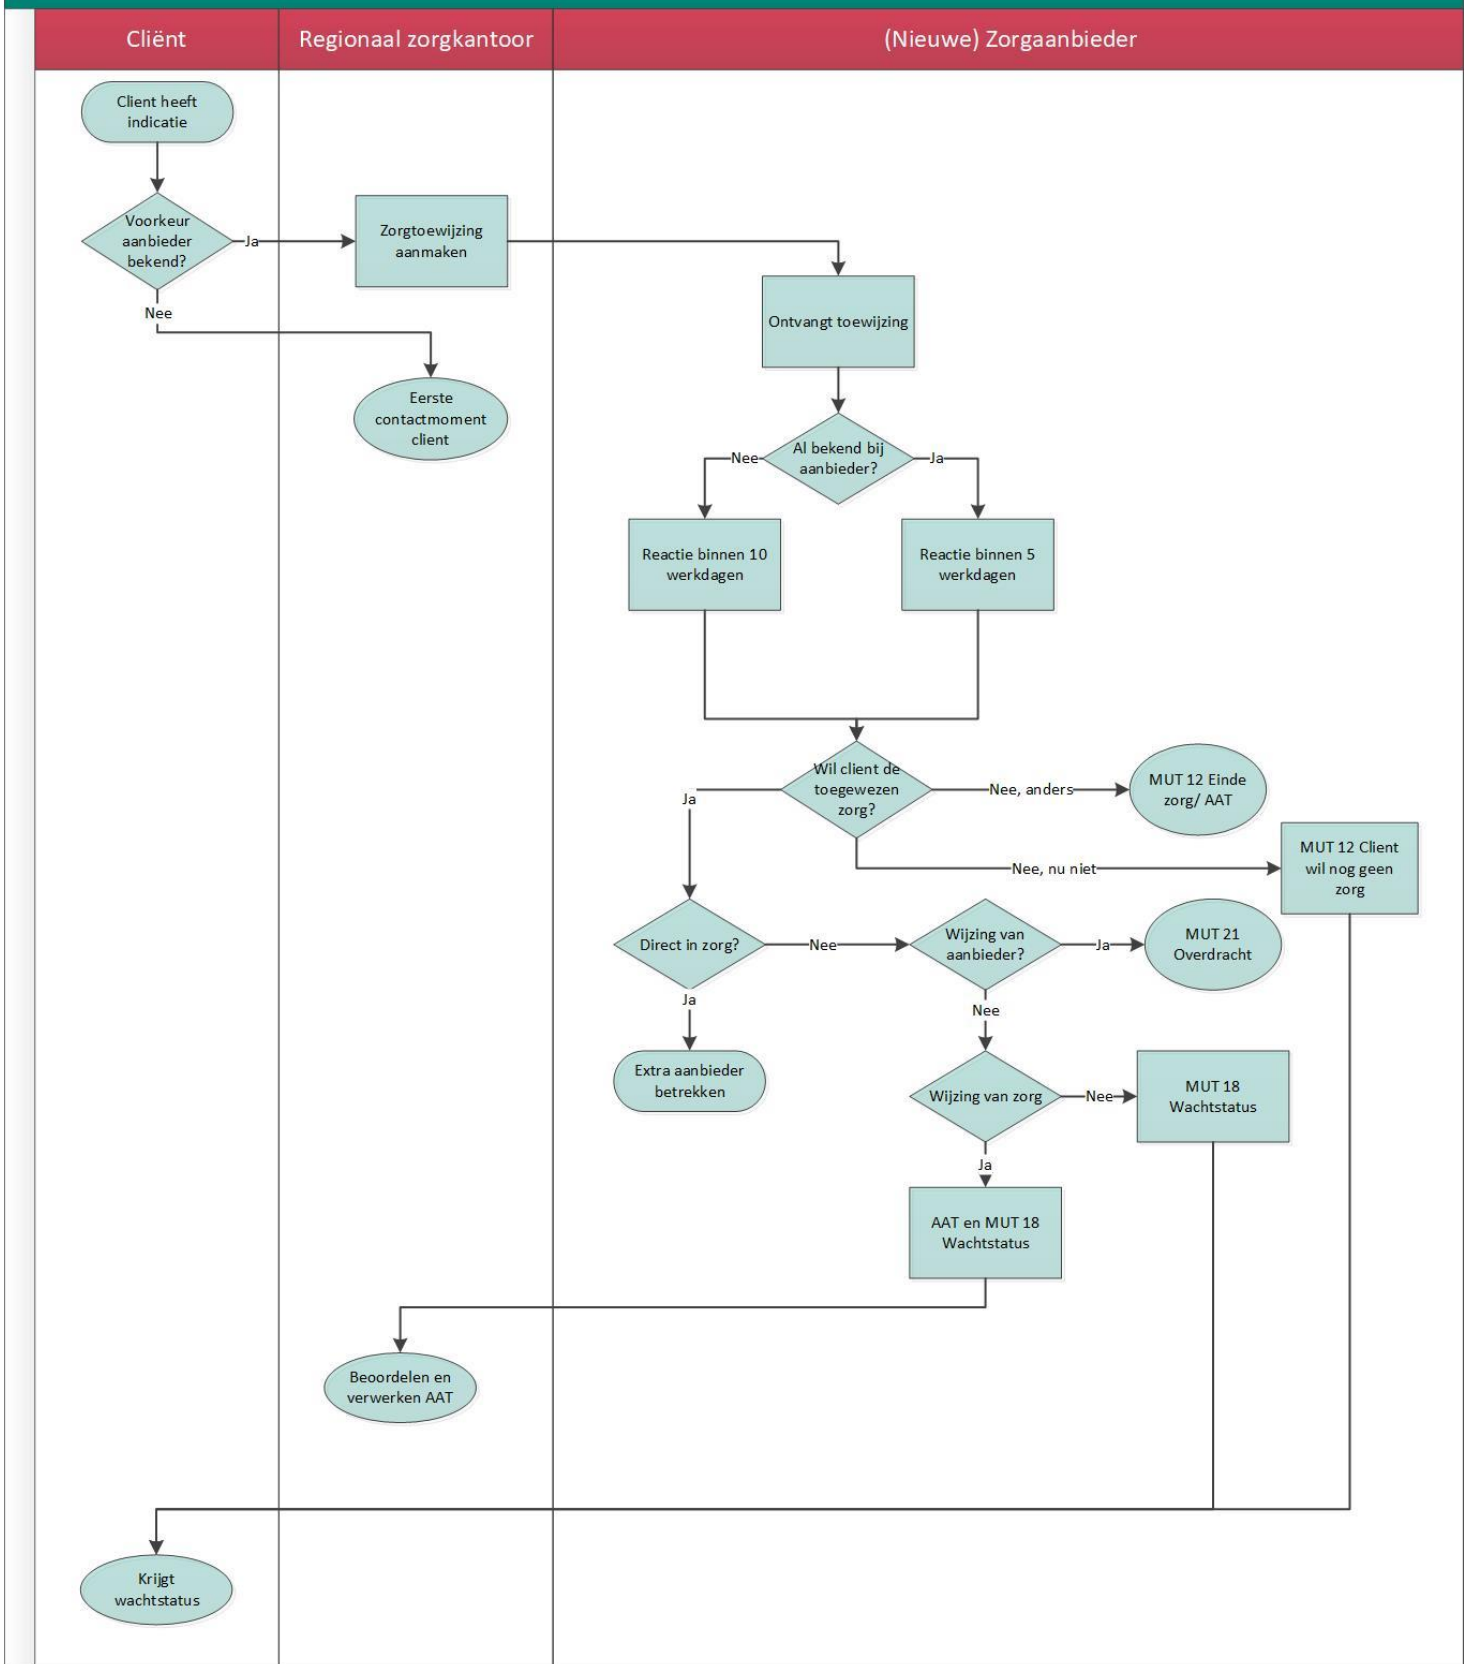 Cliënt
Regionaal zorgkantoor
(Nieuwe) Zorgaanbieder
Client heeft
indicatie
Voorkeur
aanbieder
bekend?
Ja
Zorgtoewijzing
aanmaken
Nee
Ontvangt toewijzing
Eerste
contactmoment
client
Al bekend bij
aanbieder?
Nee
Ja
Reactie binnen 10
werkdagen
Reactie binnen 5
werkdagen
Wil client de
toegewezen
zorg?
Ja
Nee, anders
MUT 12 Einde
zorg/ AAT
Nee, nu niet
MUT 12 Client
wil nog geen
zorg
Direct in zorg?
Nee
Wijzing van
aanbieder?
Ja
MUT 21
Overdracht
Ja
Nee
Extra aanbieder
betrekken
Wijzing van zorg
Nee
MUT 18
Wachtstatus
Ja
AAT en MUT 18
Wachtstatus
Beoordelen en
verwerken AAT
Krijgt
wachtstatus